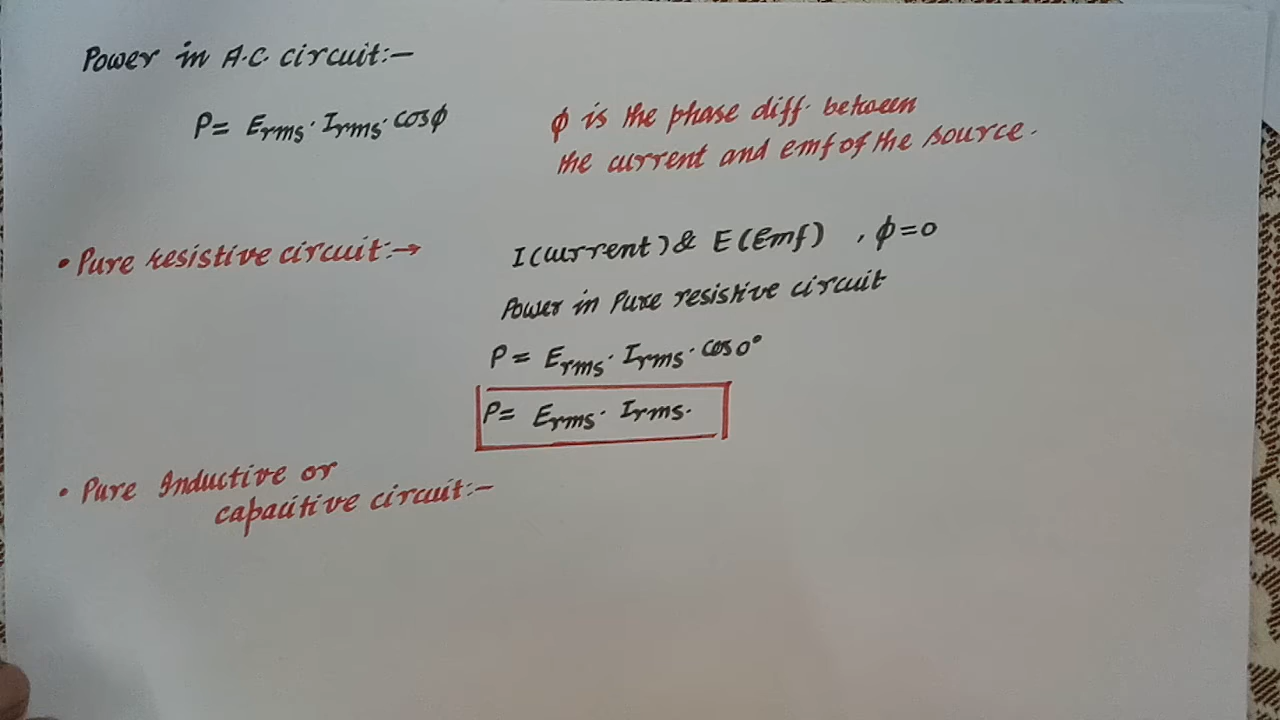 Power in A.C. circuit:-
P= Erms. Irms. cosϕ
ϕ is the phase diff. between
the current and emf of the source.
• Pure resistive circuit:→
I(current) & E(Emf) , ϕ=0
Power in Pure resistive circuit
P = Erms. Irms. cos0°
P= Erms. Irms.
• Pure Inductive or
capacitive circuit:-